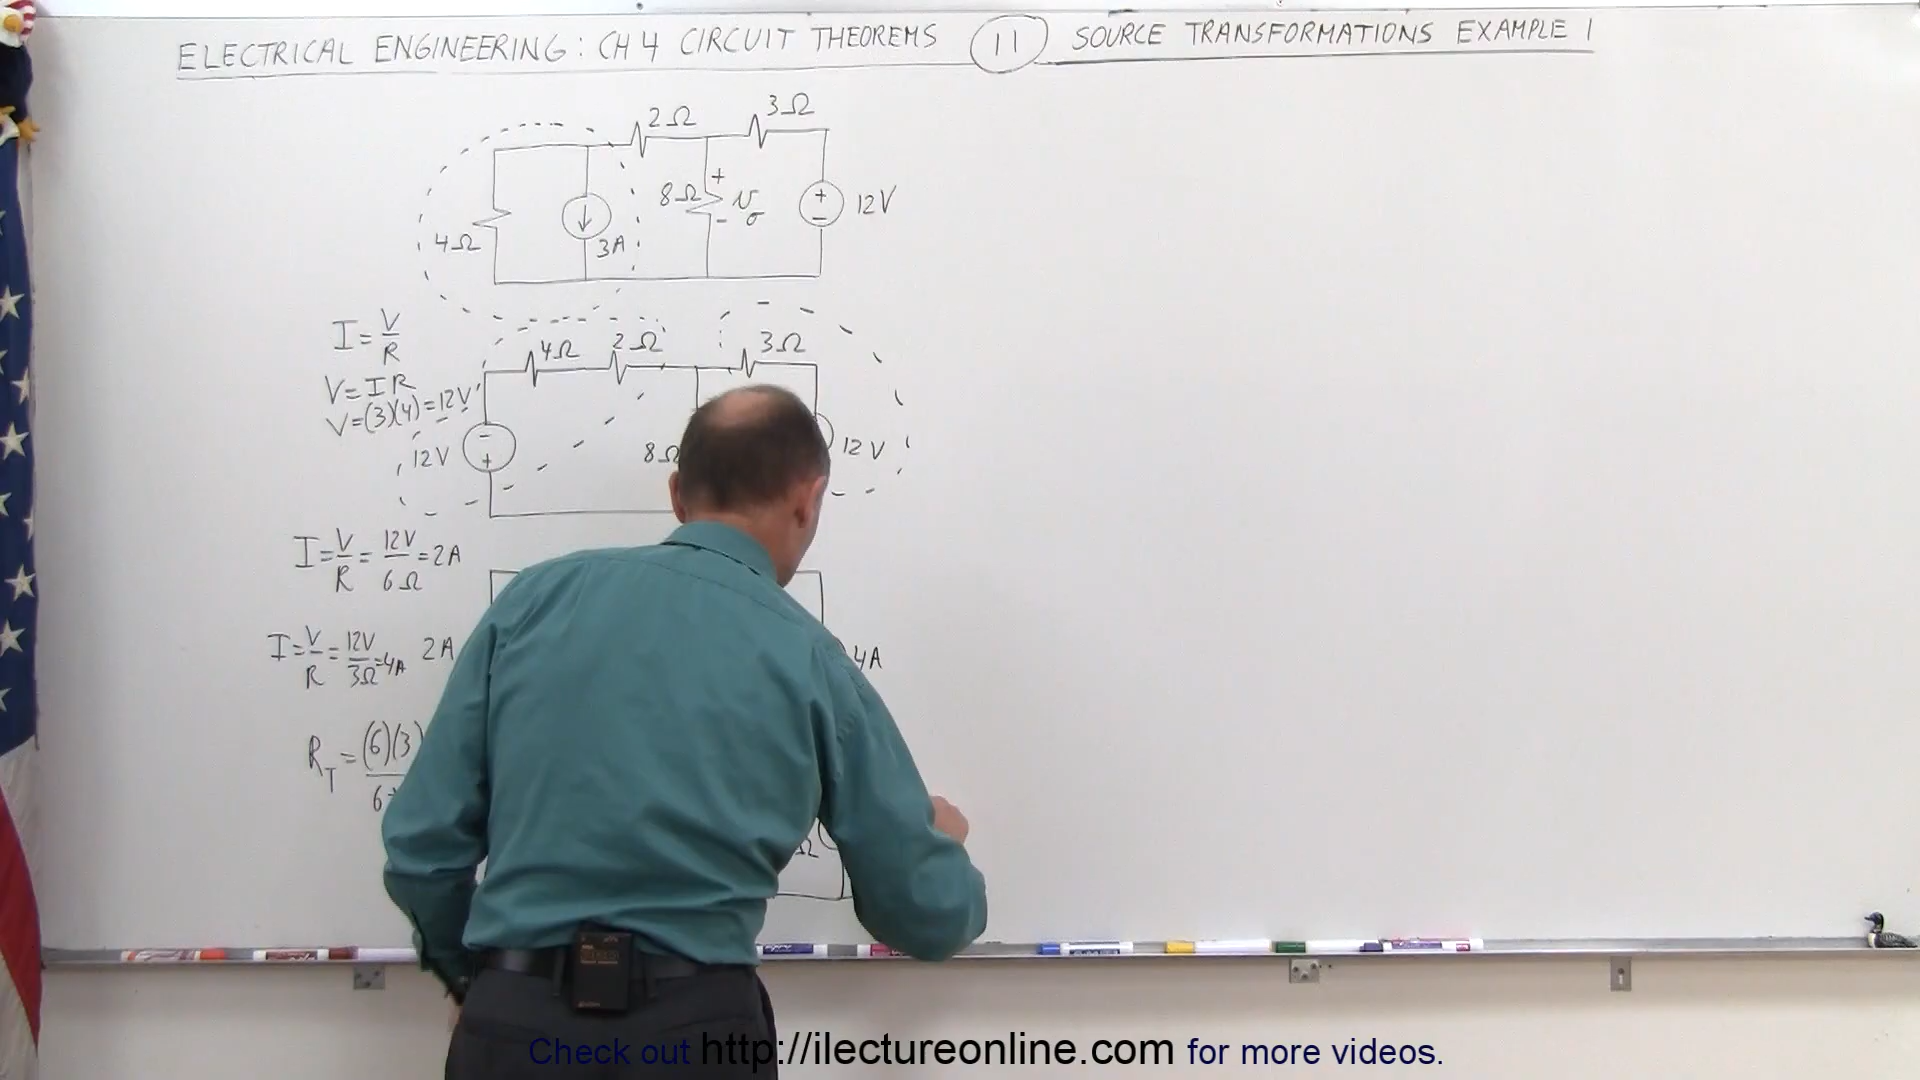 ELECTRICAL ENGINEERING: CH 4 CIRCUIT THEOREMS 11 SOURCE TRANSFORMATIONS EXAMPLE 1
2Ω 3Ω
4Ω 3A 8Ω + v₀ - + - 12V
I = V/R
V = IR
V = (3)(4) = 12V
4Ω 2Ω 3Ω
12V - + 8Ω 12V
I = V/R = 12V/6Ω = 2A
I = V/R = 12V/3Ω = 4A 2A 4A
R_T = (6)(3)
6+
Ω
Check out http://ilectureonline.com for more videos.